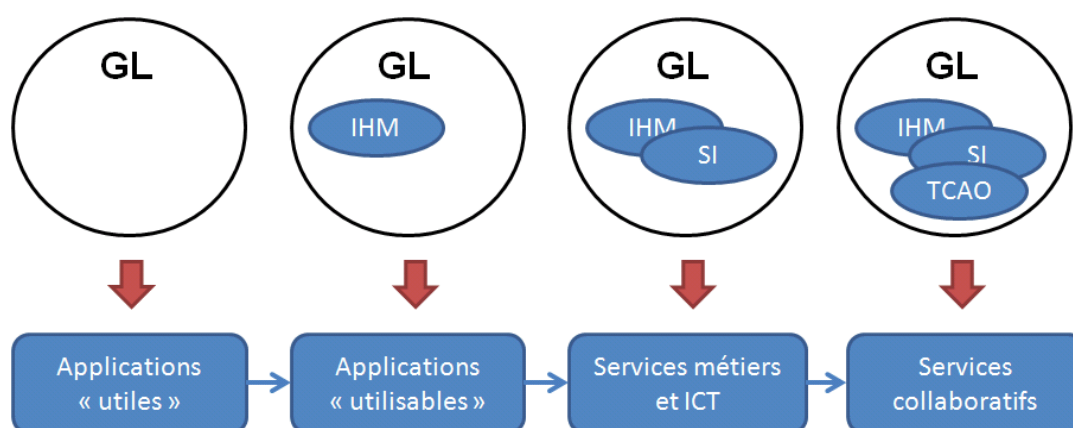 GL
GL
GL
GL
IHM
IHM
IHM
SI
SI
TCAO
Applications
« utiles »
Applications
« utilisables »
Services métiers
et ICT
Services
collaboratifs